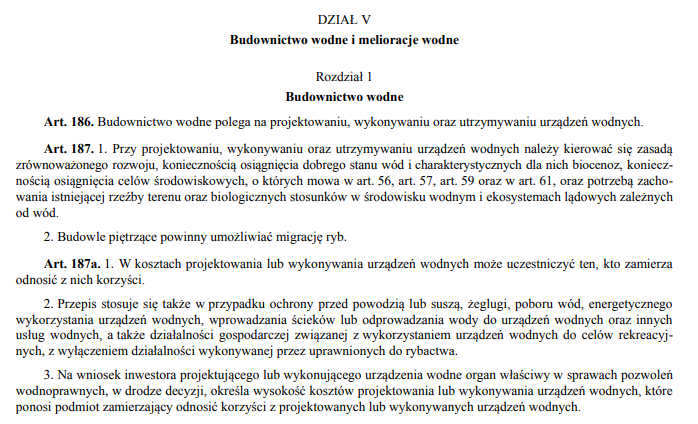 DZIAŁ V
Budownictwo wodne i melioracje wodne
Rozdział 1
Budownictwo wodne
Art. 186. Budownictwo wodne polega na projektowaniu, wykonywaniu oraz utrzymywaniu urządzeń wodnych.
Art. 187. 1. Przy projektowaniu, wykonywaniu oraz utrzymywaniu urządzeń wodnych należy kierować się zasadą
zrównoważonego rozwoju, koniecznością osiągnięcia dobrego stanu wód i charakterystycznych dla nich biocenoz, koniecz-
nością osiągnięcia celów środowiskowych, o których mowa w art. 56, art. 57, art. 59 oraz w art. 61, oraz potrzebą zacho-
wania istniejącej rzeźby terenu oraz biologicznych stosunków w środowisku wodnym i ekosystemach lądowych zależnych
od wód.
2. Budowle piętrzące powinny umożliwiać migrację ryb.
Art. 187a. 1. W kosztach projektowania lub wykonywania urządzeń wodnych może uczestniczyć ten, kto zamierza
odnosić z nich korzyści.
2. Przepis stosuje się także w przypadku ochrony przed powodzią lub suszą, żeglugi, poboru wód, energetycznego
wykorzystania urządzeń wodnych, wprowadzania ścieków lub odprowadzania wody do urządzeń wodnych oraz innych
usług wodnych, a także działalności gospodarczej związanej z wykorzystaniem urządzeń wodnych do celów rekreacyj-
nych, z wyłączeniem działalności wykonywanej przez uprawnionych do rybactwa.
3. Na wniosek inwestora projektującego lub wykonującego urządzenia wodne organ właściwy w sprawach pozwoleń
wodnoprawnych, w drodze decyzji, określa wysokość kosztów projektowania lub wykonywania urządzeń wodnych, które
ponosi podmiot zamierzający odnosić korzyści z projektowanych lub wykonywanych urządzeń wodnych.